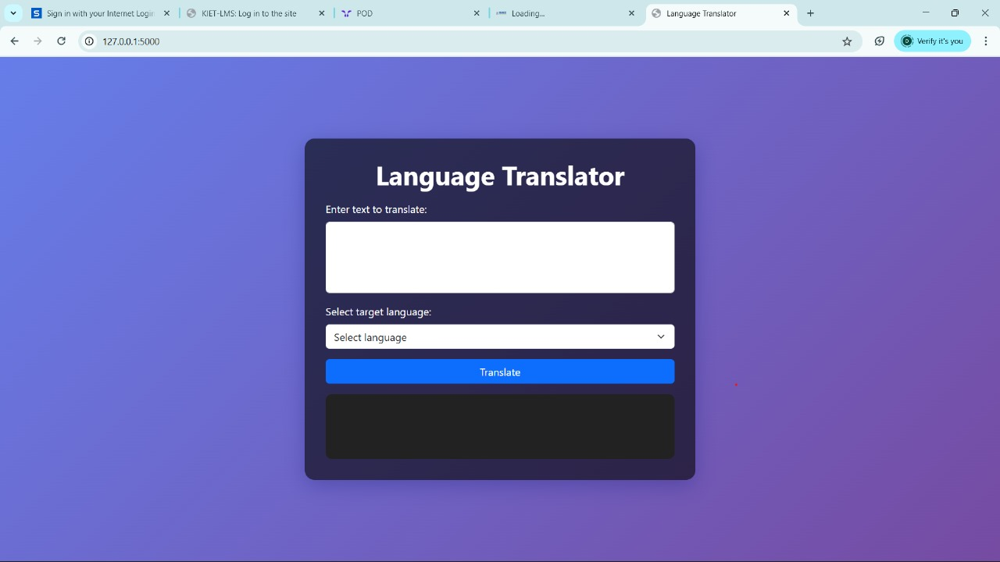 Sign in with your Internet Login
KIET-LMS: Log in to the site
POD
Loading...
Language Translator
127.0.0.1:5000
Verify it's you
Language Translator
Enter text to translate:
Select target language:
Select language
Translate